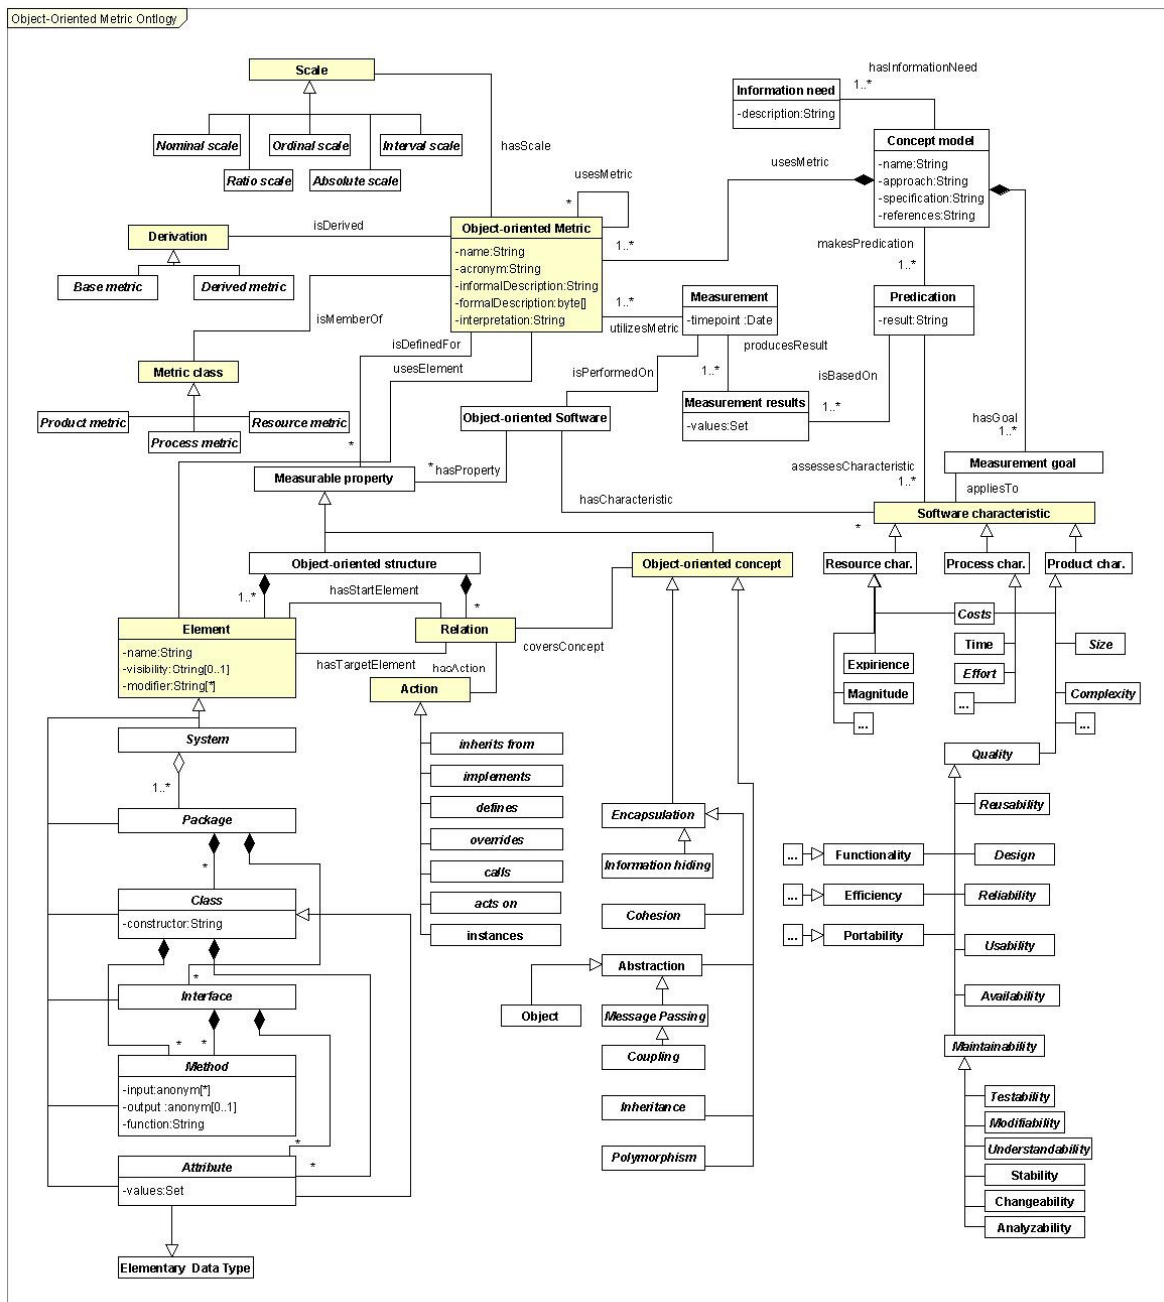 Object-Oriented Metric Ontlogy
Scale
Nominal scale
Ordinal scale
Interval scale
Ratio scale
Absolute scale
hasScale
hasInformationNeed
1..*
Information need
-description:String
Concept model
-name:String
-approach:String
-specification:String
-references:String
usesMetric
usesMetric
*
1..*
isDerived
Derivation
Base metric
Derived metric
Object-oriented Metric
-name:String
-acronym:String
-informalDescription:String
-formalDescription:byte[]
-interpretation:String
makesPredication
1..*
Measurement
-timepoint :Date
1..*
utilizesMetric
Predication
-result:String
isMemberOf
isDefinedFor
usesElement
producesResult
1..*
isPerformedOn
isBasedOn
1..*
Metric class
Product metric
Resource metric
Process metric
Object-oriented Software
Measurement results
-values:Set
hasGoal
1..*
*
Measurable property
*
hasProperty
hasCharacteristic
assessesCharacteristic
1..*
Measurement goal
appliesTo
*
Software characteristic
Object-oriented structure
Object-oriented concept
Resource char.
Process char.
Product char.
1..*
hasStartElement
*
Element
-name:String
-visibility:String[0..1]
-modifier:String[*]
Relation
hasTargetElement
hasAction
coversConcept
Costs
Time
Size
Expirience
Effort
Magnitude
Complexity
...
...
...
Action
inherits from
implements
defines
overrides
calls
acts on
instances
System
1..*
Package
*
Class
-constructor:String
*
Interface
*
*
Method
-input:anonym[*]
-output :anonym[0..1]
-function:String
*
*
Attribute
-values:Set
Elementary Data Type
Encapsulation
Information hiding
Cohesion
Abstraction
Object
Message Passing
Coupling
Inheritance
Polymorphism
Quality
Reusability
...
Functionality
Design
...
Efficiency
Reliability
...
Portability
Usability
Availability
Maintainability
Testability
Modifiability
Understandability
Stability
Changeability
Analyzability